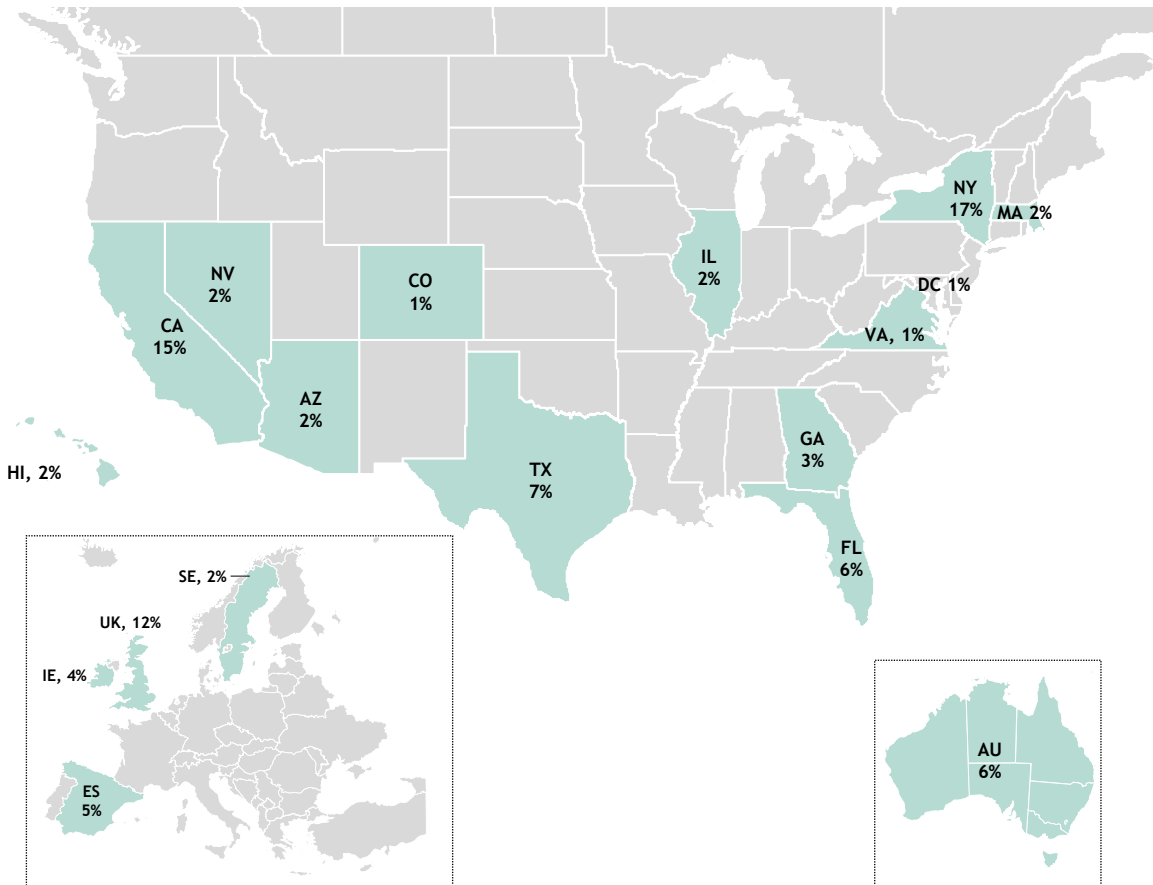 NY
17%
MA 2%
IL
2%
NV
2%
CO
1%
DC 1%
CA
15%
VA, 1%
AZ
2%
GA
3%
HI, 2%
TX
7%
FL
6%
SE, 2%
UK, 12%
IE, 4%
ES
5%
AU
6%